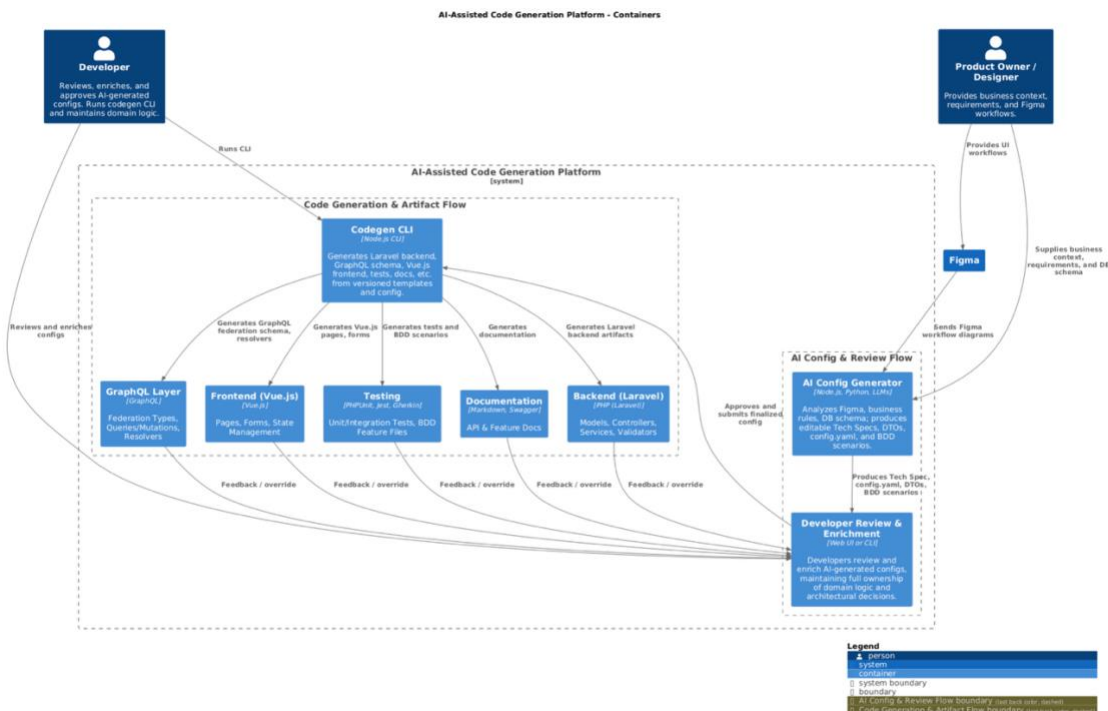 AI-Assisted Code Generation Platform - Containers
Developer
Reviews, enriches, and
approves AI-generated
configs. Runs codegen CLI
and maintains domain logic.
Product Owner /
Designer
Provides business context,
requirements, and Figma
workflows.
Runs CLI
Provides UI
workflows
AI-Assisted Code Generation Platform
[system]
Code Generation & Artifact Flow
Codegen CLI
[Node.js CLI]
Generates Laravel backend,
GraphQL schema, Vue.js
frontend, tests, docs, etc.
from versioned templates
and config.
Figma
Supplies business
context,
requirements, and DB
schema
Reviews and enriches
configs
Generates GraphQL
federation schema,
resolvers
Generates Vue.js
pages, forms
Generates tests and
BDD scenarios
Generates
documentation
Generates Laravel
backend artifacts
Sends Figma
workflow diagrams
AI Config & Review Flow
GraphQL Layer
[GraphQL]
Federation Types,
Queries/Mutations,
Resolvers
Frontend (Vue.js)
[Vue.js]
Pages, Forms, State
Management
Testing
[PHPUnit, Jest, Gherkin]
Unit/Integration Tests, BDD
Feature Files
Documentation
[Markdown, Swagger]
API & Feature Docs
Backend (Laravel)
[PHP (Laravel)]
Models, Controllers,
Services, Validators
Approves and
submits finalized
config
AI Config Generator
[Node.js, Python, LLMs]
Analyzes Figma, business
rules, DB schema; produces
editable Tech Specs, DTOs,
config.yaml, and BDD
scenarios.
Feedback / override
Feedback / override
Feedback / override
Feedback / override
Feedback / override
Produces Tech Spec,
config.yaml, DTOs,
BDD scenarios
Developer Review &
Enrichment
[Web UI or CLI]
Developers review and
enrich AI-generated configs,
maintaining full ownership
of domain logic and
architectural decisions.
Legend
person
system
container
system boundary
boundary
AI Config & Review Flow boundary (last back color, dashed)
Code Generation & Artifact Flow boundary